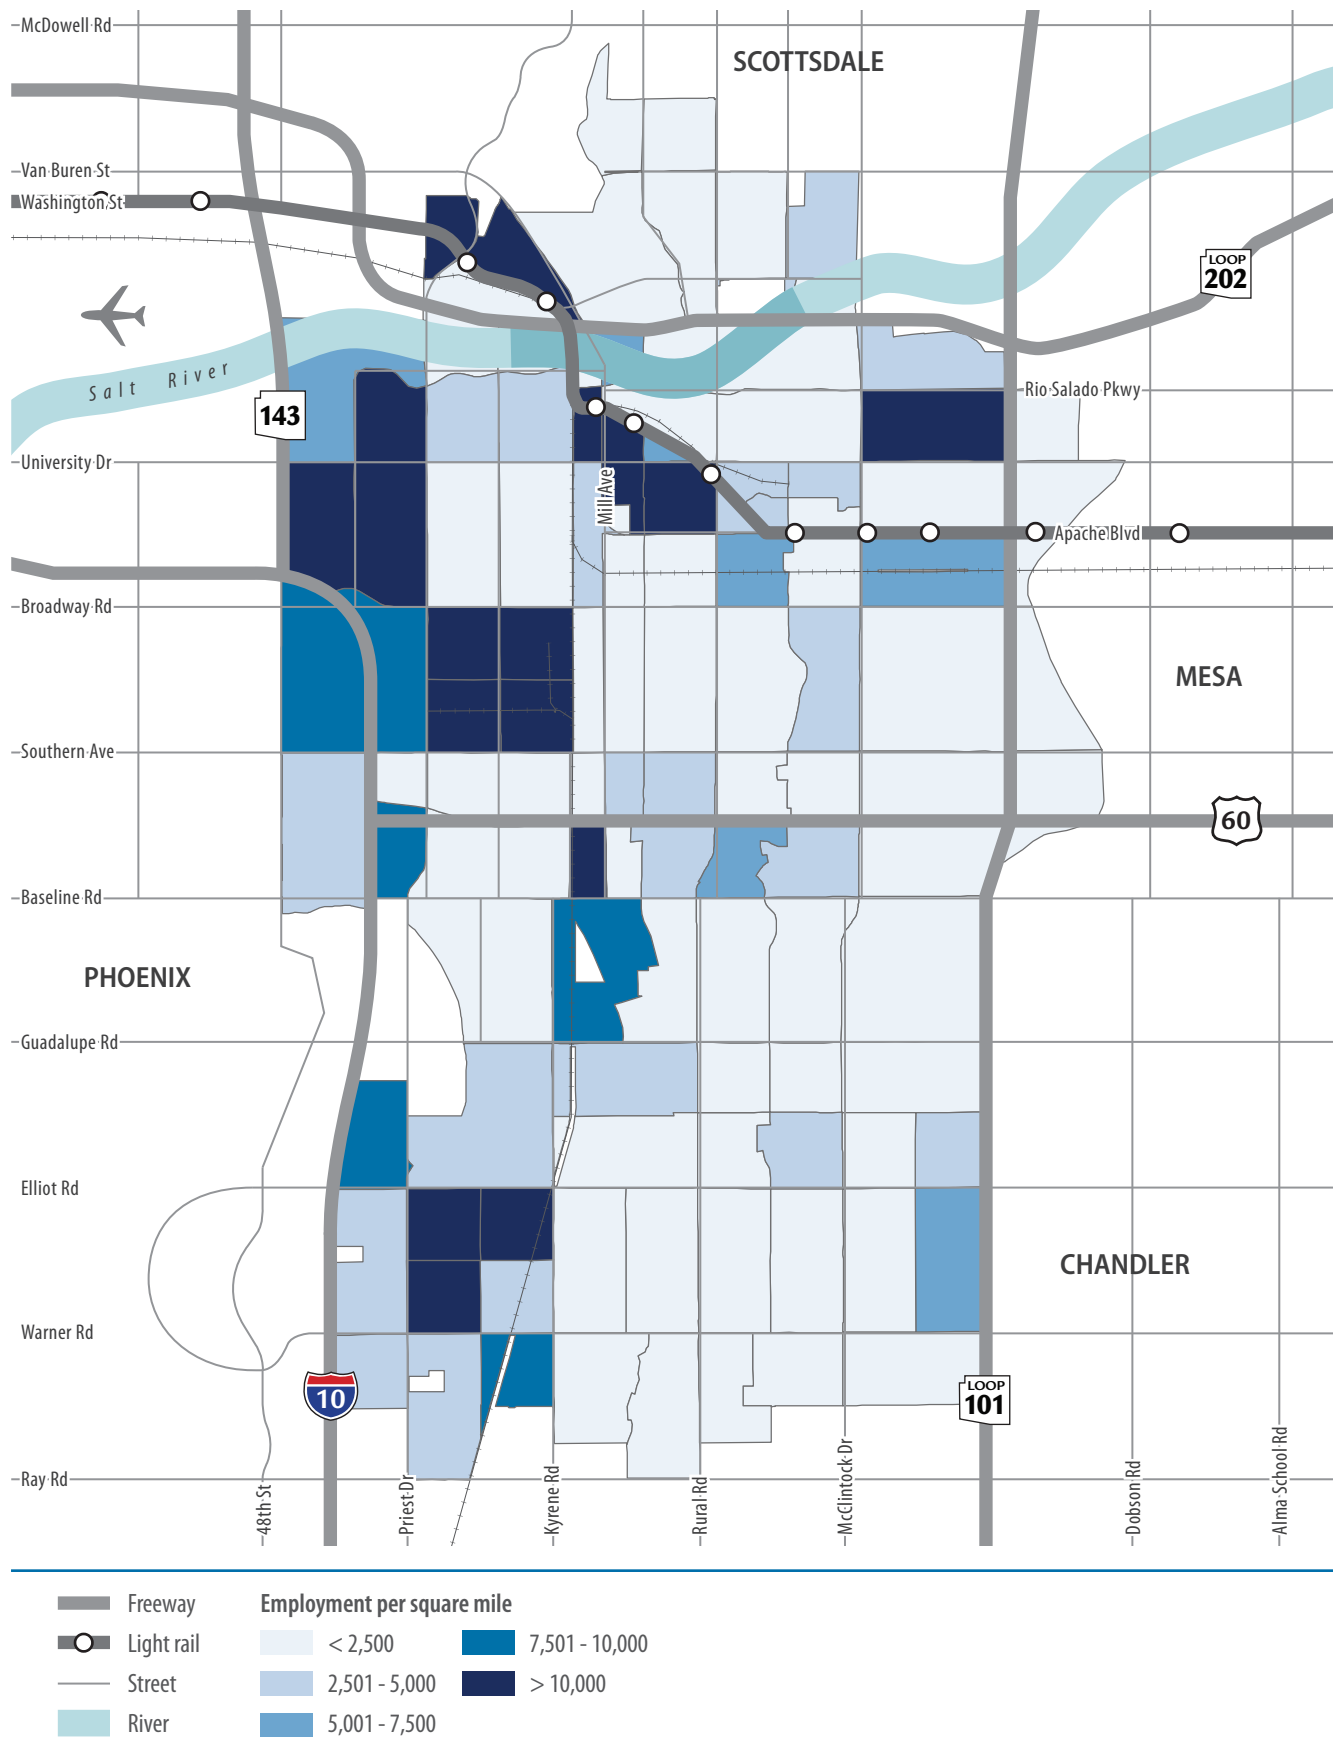 McDowell Rd
SCOTTSDALE
Van Buren St
Washington St
LOOP
202
Salt River
143
Rio Salado Pkwy
University Dr
Mill Ave
Apache Blvd
Broadway Rd
MESA
Southern Ave
60
Baseline Rd
PHOENIX
Guadalupe Rd
Elliot Rd
CHANDLER
Warner Rd
10
LOOP
101
Ray Rd
48th St
Priest Dr
Kyrene Rd
Rural Rd
McClintock Dr
Dobson Rd
Alma School Rd
Freeway
Light rail
Street
River
Employment per square mile
< 2,500
2,501 - 5,000
5,001 - 7,500
7,501 - 10,000
> 10,000